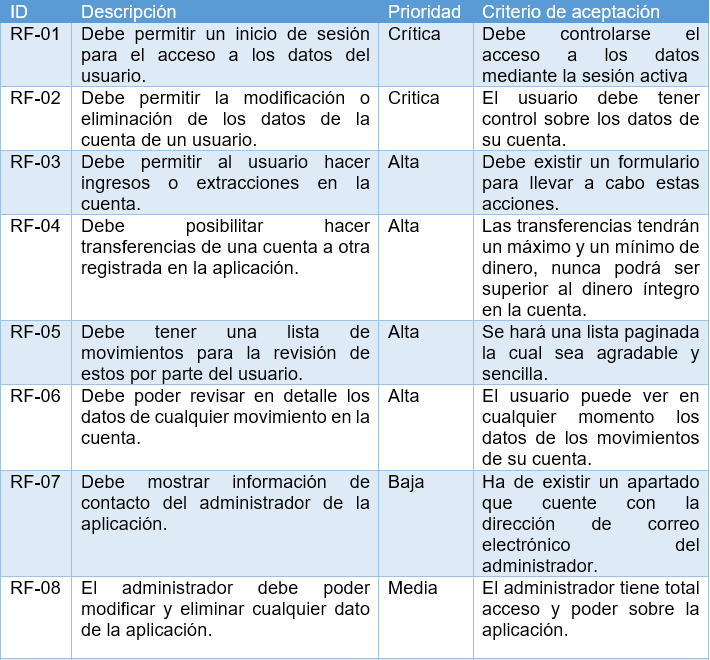 ID Descripción Prioridad Criterio de aceptación
RF-01 Debe permitir un inicio de sesión Crítica Debe controlarse el
para el acceso a los datos del acceso a los datos
usuario. mediante la sesión activa
RF-02 Debe permitir la modificación o Critica El usuario debe tener
eliminación de los datos de la control sobre los datos de
cuenta de un usuario. su cuenta.
RF-03 Debe permitir al usuario hacer Alta Debe existir un formulario
ingresos o extracciones en la para llevar a cabo estas
cuenta. acciones.
RF-04 Debe posibilitar hacer Alta Las transferencias tendrán
transferencias de una cuenta a otra un máximo y un mínimo de
registrada en la aplicación. dinero, nunca podrá ser
superior al dinero íntegro
en la cuenta.
RF-05 Debe tener una lista de Alta Se hará una lista paginada
movimientos para la revisión de la cual sea agradable y
estos por parte del usuario. sencilla.
RF-06 Debe poder revisar en detalle los Alta El usuario puede ver en
datos de cualquier movimiento en la cualquier momento los
cuenta. datos de los movimientos
de su cuenta.
RF-07 Debe mostrar información de Baja Ha de existir un apartado
contacto del administrador de la que cuente con la
aplicación. dirección de correo
electrónico del
administrador.
RF-08 El administrador debe poder Media El administrador tiene total
modificar y eliminar cualquier dato acceso y poder sobre la
de la aplicación. aplicación.